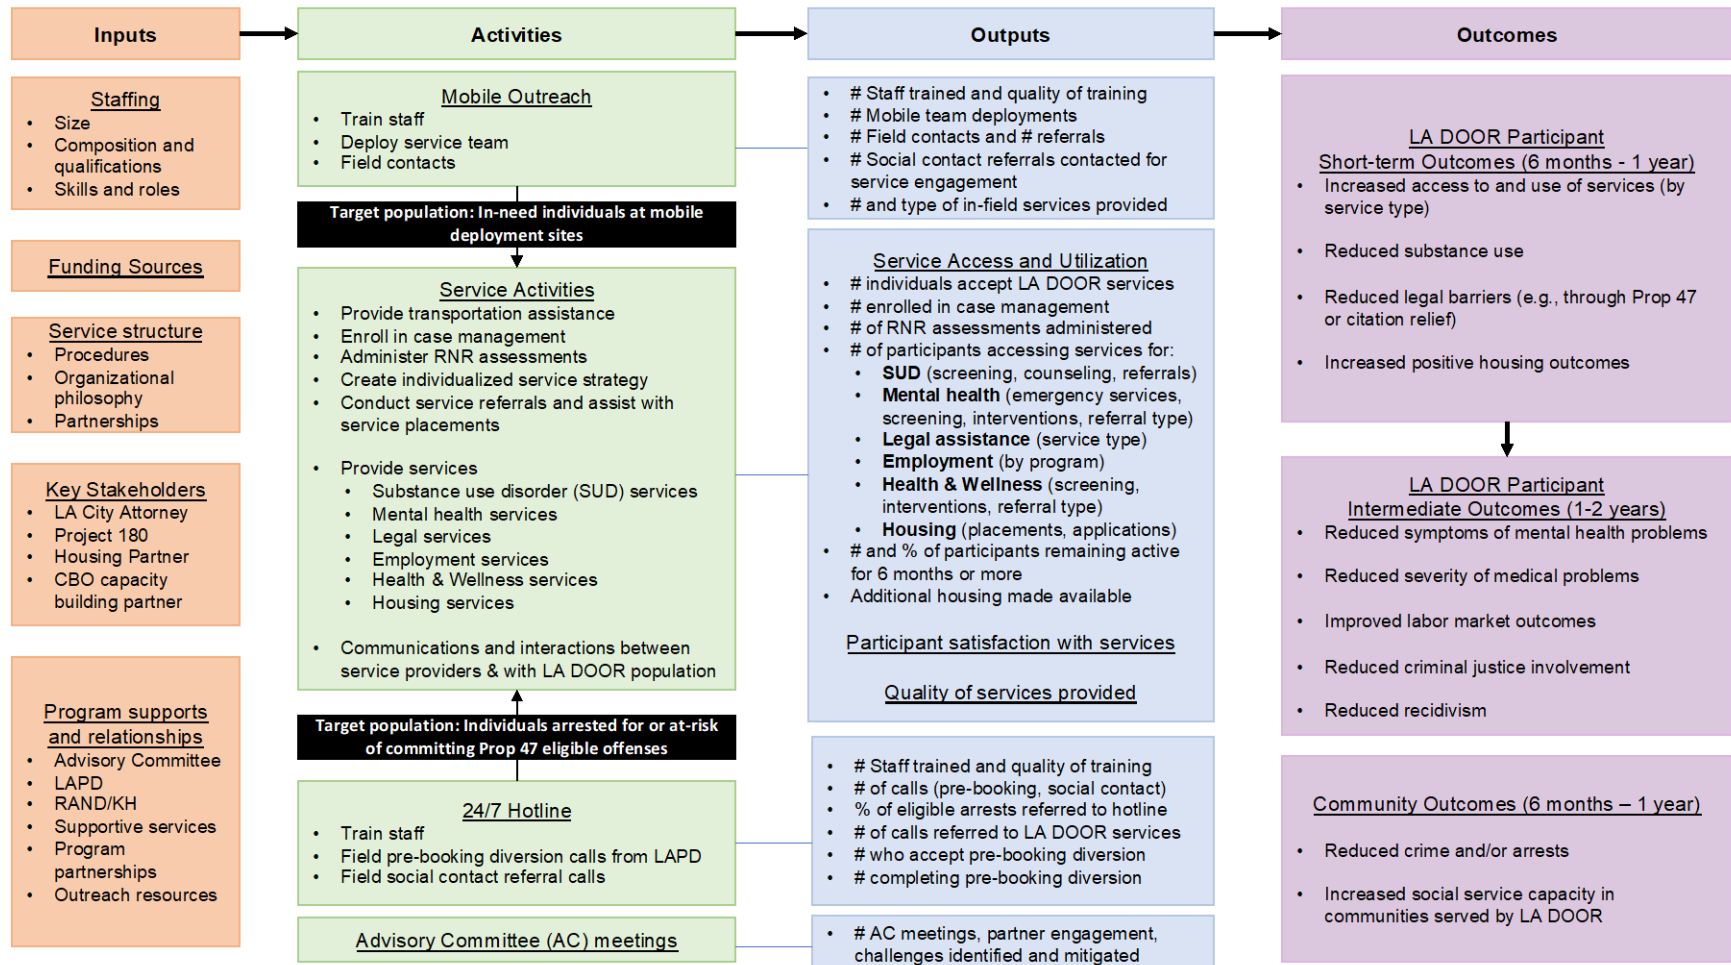 Inputs
Activities
Outputs
Outcomes
Staffing
• Size
• Composition and
qualifications
• Skills and roles
Funding Sources
Service structure
• Procedures
• Organizational
philosophy
• Partnerships
Key Stakeholders
• LA City Attorney
• Project 180
• Housing Partner
• CBO capacity
building partner
Program supports
and relationships
• Advisory Committee
• LAPD
• RAND/KH
• Supportive services
• Program
partnerships
• Outreach resources
Mobile Outreach
• Train staff
• Deploy service team
• Field contacts
Target population: In-need individuals at mobile
deployment sites
Service Activities
• Provide transportation assistance
• Enroll in case management
• Administer RNR assessments
• Create individualized service strategy
• Conduct service referrals and assist with
service placements
• Provide services
• Substance use disorder (SUD) services
• Mental health services
• Legal services
• Employment services
• Health & Wellness services
• Housing services
• Communications and interactions between
service providers & with LA DOOR population
Target population: Individuals arrested for or at-risk
of committing Prop 47 eligible offenses
24/7 Hotline
• Train staff
• Field pre-booking diversion calls from LAPD
• Field social contact referral calls
Advisory Committee (AC) meetings
• # Staff trained and quality of training
• # Mobile team deployments
• # Field contacts and # referrals
• # Social contact referrals contacted for
service engagement
• # and type of in-field services provided
Service Access and Utilization
• # individuals accept LA DOOR services
• # enrolled in case management
• # of RNR assessments administered
• # of participants accessing services for:
• SUD (screening, counseling, referrals)
• Mental health (emergency services,
screening, interventions, referral type)
• Legal assistance (service type)
• Employment (by program)
• Health & Wellness (screening,
interventions, referral type)
• Housing (placements, applications)
• # and % of participants remaining active
for 6 months or more
• Additional housing made available
Participant satisfaction with services
Quality of services provided
• # Staff trained and quality of training
• # of calls (pre-booking, social contact)
• % of eligible arrests referred to hotline
• # of calls referred to LA DOOR services
• # who accept pre-booking diversion
• # completing pre-booking diversion
• # AC meetings, partner engagement,
challenges identified and mitigated
LA DOOR Participant
Short-term Outcomes (6 months - 1 year)
• Increased access to and use of services (by
service type)
• Reduced substance use
• Reduced legal barriers (e.g., through Prop 47
or citation relief)
• Increased positive housing outcomes
LA DOOR Participant
Intermediate Outcomes (1-2 years)
• Reduced symptoms of mental health problems
• Reduced severity of medical problems
• Improved labor market outcomes
• Reduced criminal justice involvement
• Reduced recidivism
Community Outcomes (6 months – 1 year)
• Reduced crime and/or arrests
• Increased social service capacity in
communities served by LA DOOR